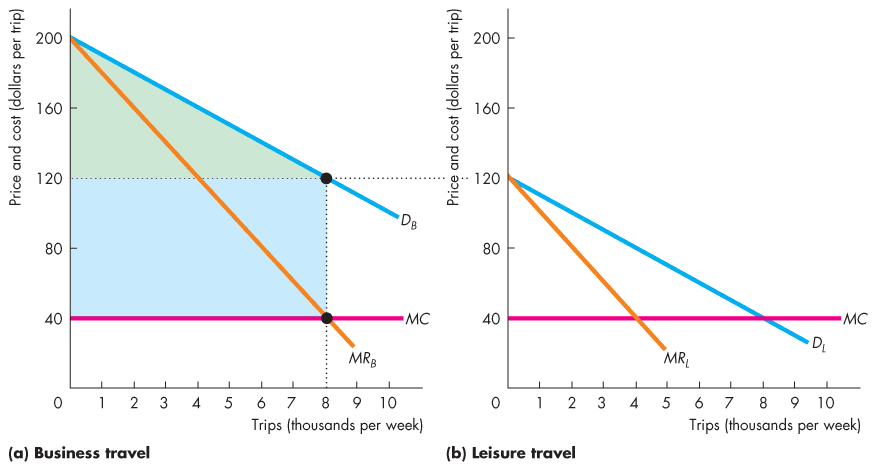 Price and cost (dollars per trip)
200
160
120
80
40
0
1 2 3 4 5 6 7 8 9 10
Trips (thousands per week)
D_B
MC
MR_B
(a) Business travel
Price and cost (dollars per trip)
200
160
120
80
40
0
1 2 3 4 5 6 7 8 9 10
Trips (thousands per week)
MC
D_L
MR_L
(b) Leisure travel